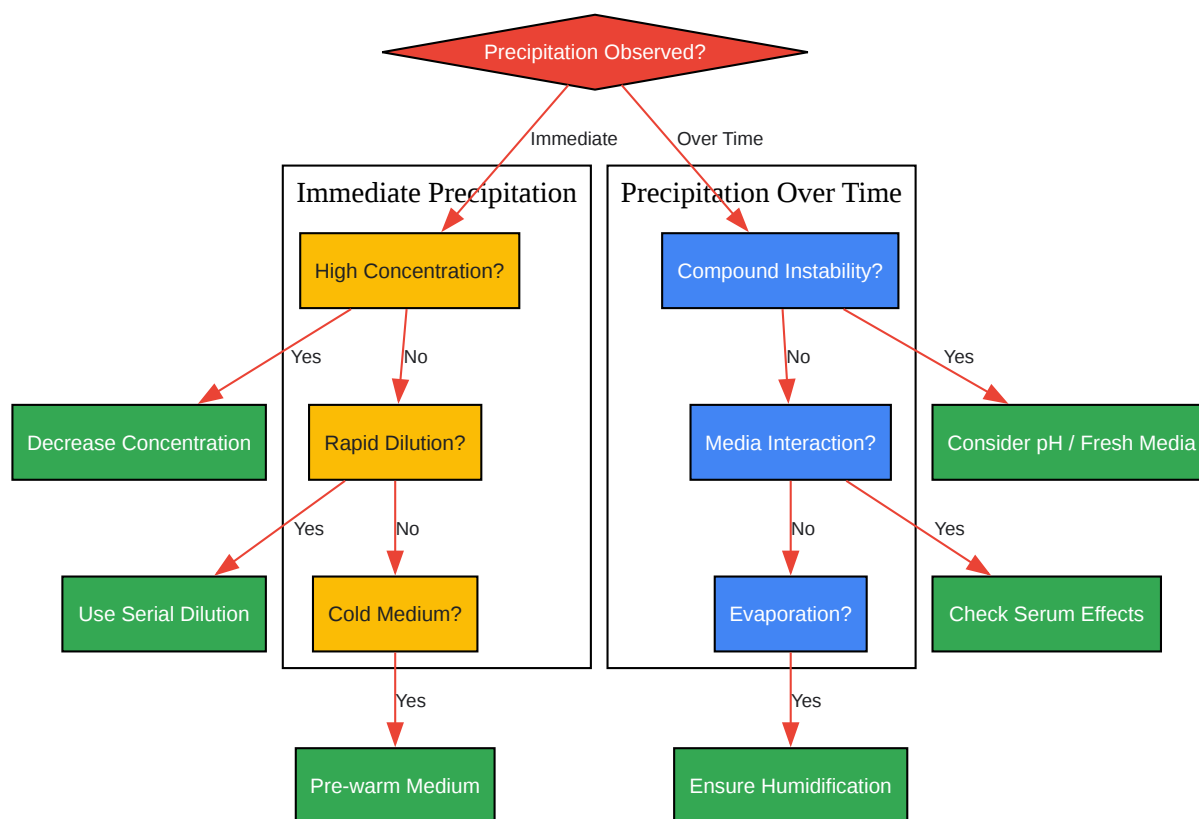 Precipitation Observed?
Immediate
Over Time
Immediate Precipitation
Precipitation Over Time
High Concentration?
Compound Instability?
Yes
No
No
Yes
Decrease Concentration
Rapid Dilution?
Media Interaction?
Consider pH / Fresh Media
Yes
No
No
Yes
Use Serial Dilution
Cold Medium?
Evaporation?
Check Serum Effects
Yes
Yes
Pre-warm Medium
Ensure Humidification